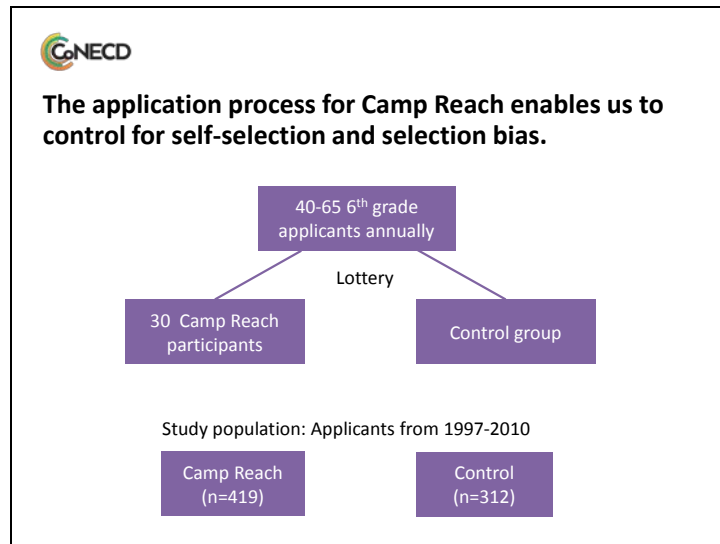 CoNECD
The application process for Camp Reach enables us to
control for self-selection and selection bias.
40-65 6th grade
applicants annually
Lottery
30 Camp Reach
participants
Control group
Study population: Applicants from 1997-2010
Camp Reach
(n=419)
Control
(n=312)